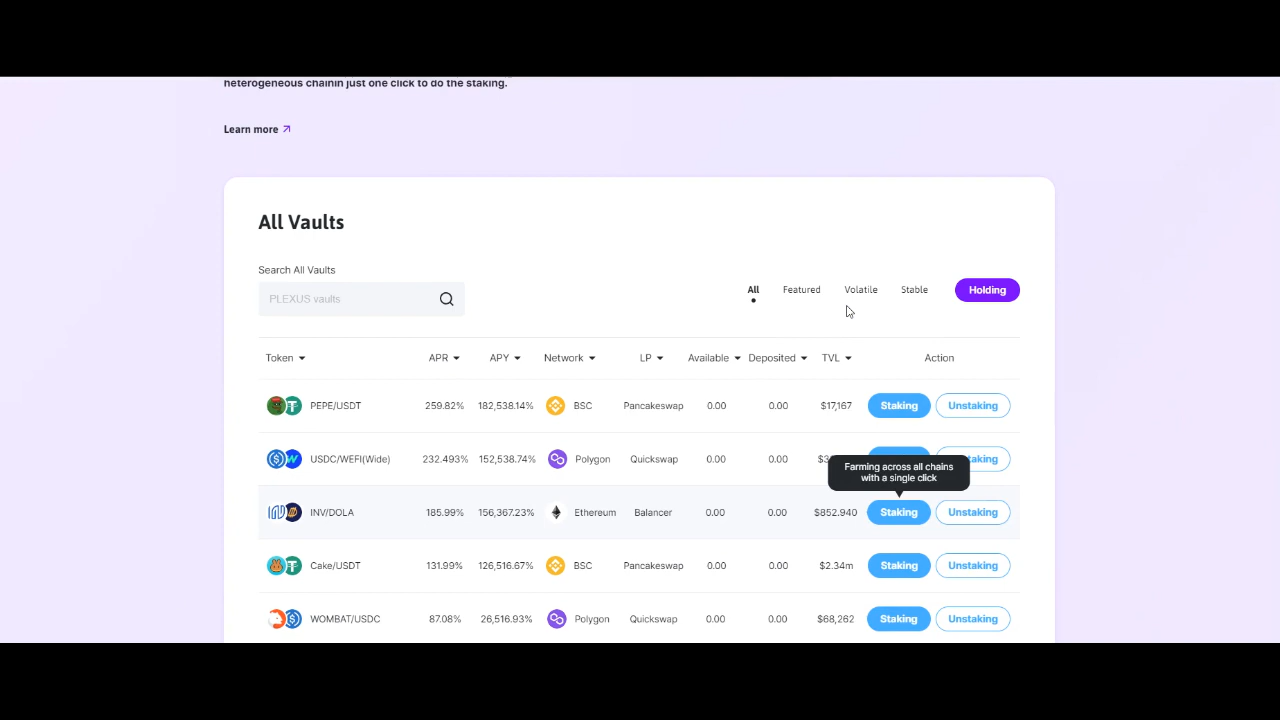 heterogeneous chainin just one click to do the staking.
Learn more
All Vaults
Search All Vaults
PLEXUS vaults
All Featured Volatile Stable Holding
Token APR APY Network LP Available Deposited TVL Action
PEPE/USDT 259.82% 182,538.14% BSC Pancakeswap 0.00 0.00 $17,167 Staking Unstaking
USDC/WEFI(Wide) 232.493% 152,538.74% Polygon Quickswap 0.00 0.00
Farming across all chains
with a single click
INV/DOLA 185.99% 156,367.23% Ethereum Balancer 0.00 0.00 $852.940 Staking Unstaking
Cake/USDT 131.99% 126,516.67% BSC Pancakeswap 0.00 0.00 $2.34m Staking Unstaking
WOMBAT/USDC 87.08% 26,516.93% Polygon Quickswap 0.00 0.00 $68,262 Staking Unstaking